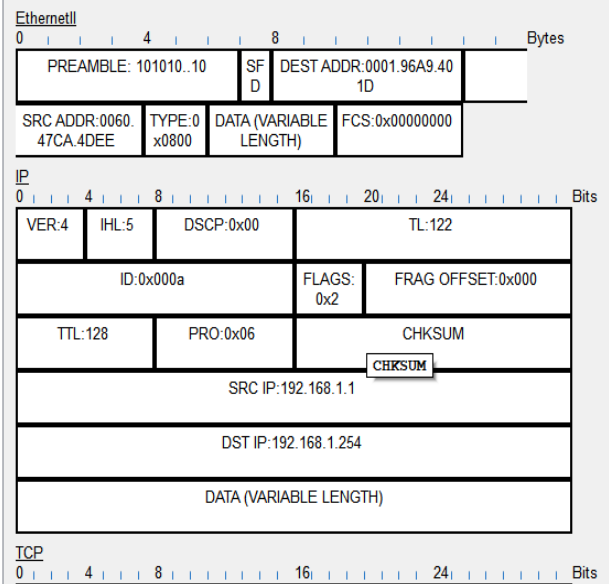 EthernetII
0 4 8 Bytes
PREAMBLE: 101010..10
SF
D
DEST ADDR:0001.96A9.40
1D
SRC ADDR:0060.
47CA.4DEE
TYPE:0
x0800
DATA (VARIABLE
LENGTH)
FCS:0x00000000
IP
0 4 8 16 20 24 Bits
VER:4 IHL:5 DSCP:0x00 TL:122
ID:0x000a
FLAGS:
0x2
FRAG OFFSET:0x000
TTL:128 PRO:0x06 CHKSUM
CHKSUM
SRC IP:192.168.1.1
DST IP:192.168.1.254
DATA (VARIABLE LENGTH)
TCP
0 4 8 16 24 Bits